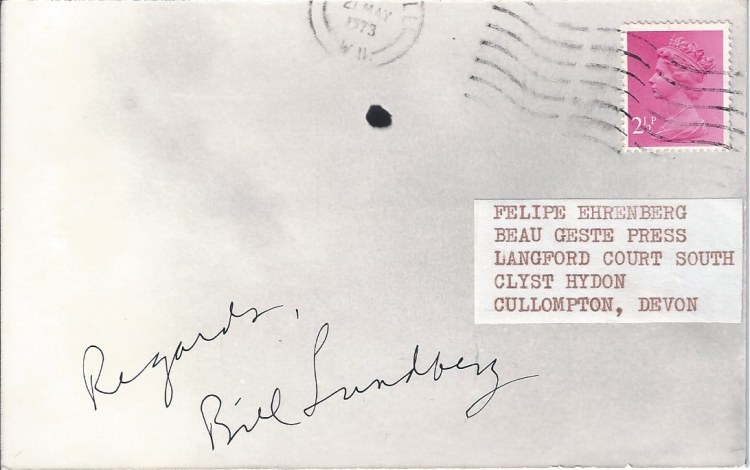 21 MAY
1973
W.11.
2½P
FELIPE EHRENBERG
BEAU GESTE PRESS
LANGFORD COURT SOUTH
CLYST HYDON
CULLOMPTON, DEVON
Regards,
Bill Lundberg